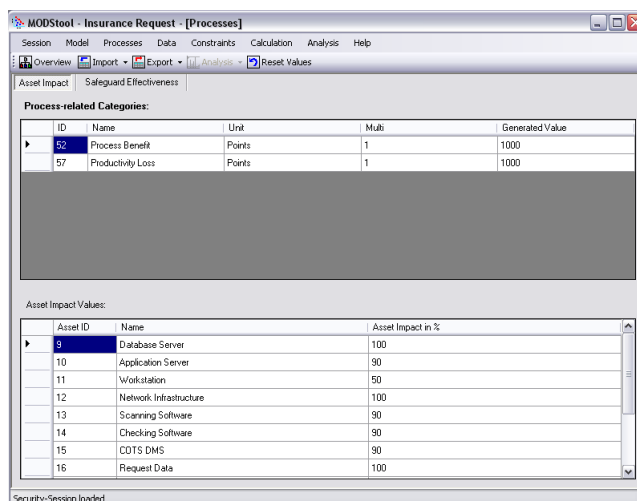 MODStool - Insurance Request - [Processes]
Session Model Processes Data Constraints Calculation Analysis Help
Overview Import Export Analysis Reset Values
Asset Impact Safeguard Effectiveness
Process-related Categories:
ID Name Unit Multi Generated Value
52 Process Benefit Points 1 1000
57 Productivity Loss Points 1 1000
Asset Impact Values:
Asset ID Name Asset Impact in %
9 Database Server 100
10 Application Server 90
11 Workstation 50
12 Network Infrastructure 100
13 Scanning Software 90
14 Checking Software 90
15 COTS DMS 90
16 Request Data 100
Security-Session loaded